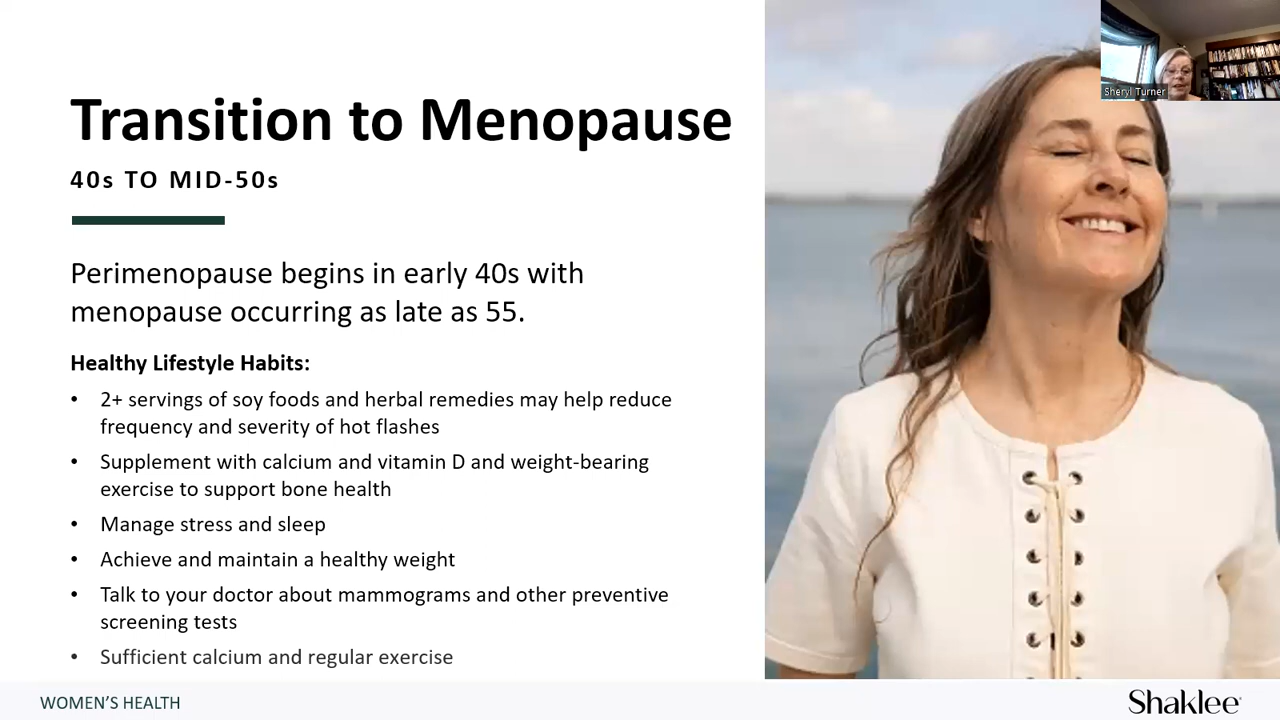 Sheryl Turner
Transition to Menopause
40s TO MID-50s
Perimenopause begins in early 40s with
menopause occurring as late as 55.
Healthy Lifestyle Habits:
• 2+ servings of soy foods and herbal remedies may help reduce
frequency and severity of hot flashes
• Supplement with calcium and vitamin D and weight-bearing
exercise to support bone health
• Manage stress and sleep
• Achieve and maintain a healthy weight
• Talk to your doctor about mammograms and other preventive
screening tests
• Sufficient calcium and regular exercise
WOMEN’S HEALTH
Shaklee